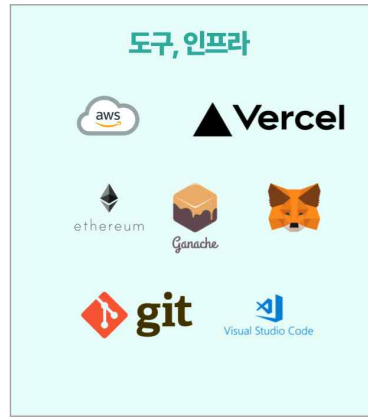 도구, 인프라
aws
Vercel
ethereum
Ganache
git
Visual Studio Code